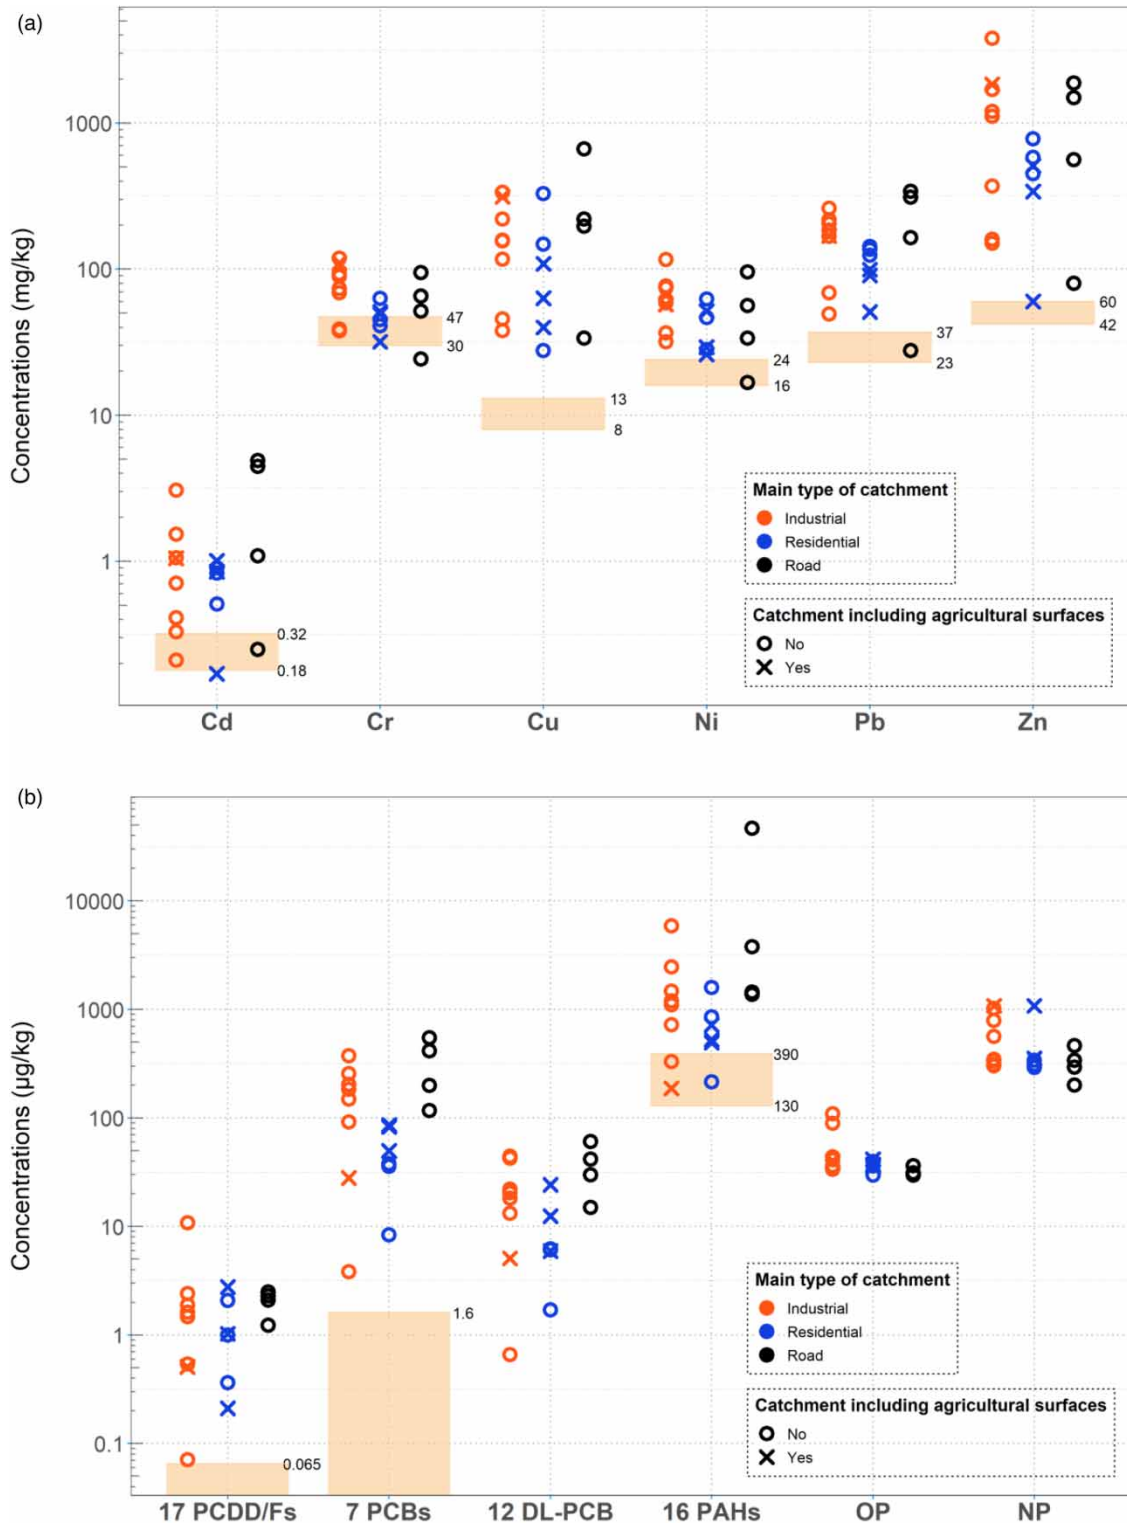 (a)
Concentrations (mg/kg)
1000
100
10
1
47
30
13
8
24
16
37
23
60
42
0.32
0.18
Main type of catchment
Industrial
Residential
Road
Catchment including agricultural surfaces
No
Yes
Cd Cr Cu Ni Pb Zn
(b)
Concentrations (µg/kg)
10000
1000
100
10
1
0.1
390
130
1.6
0.065
Main type of catchment
Industrial
Residential
Road
Catchment including agricultural surfaces
No
Yes
17 PCDD/Fs 7 PCBs 12 DL-PCB 16 PAHs OP NP